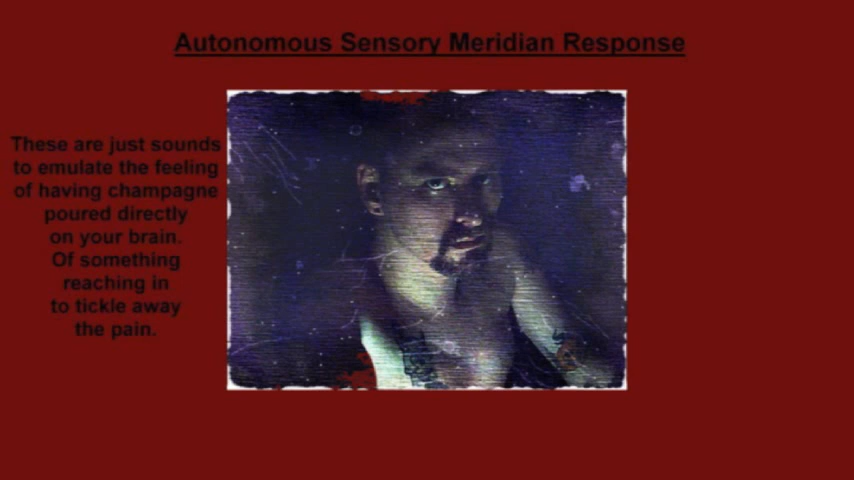 Autonomous Sensory Meridian Response
These are just sounds
to emulate the feeling
of having champagne
poured directly
on your brain.
Of something
reaching in
to tickle away
the pain.